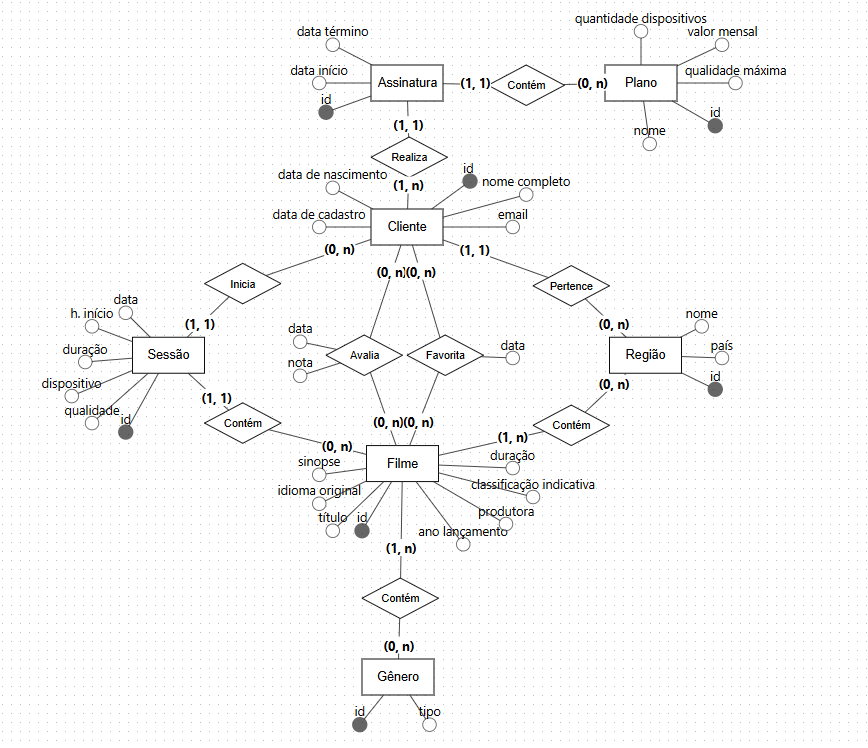 quantidade dispositivos
data término
valor mensal
data início
qualidade máxima
Assinatura
(1, 1)
Contém
(0, n)
Plano
id
id
(1, 1)
nome
Realiza
id
data de nascimento
(1, n)
nome completo
data de cadastro
email
Cliente
(0, n)
(1, 1)
(0, n)
(0, n)
Inicia
Pertence
data
h. início
nome
(1, 1)
data
(0, n)
duração
Sessão
Avalia
Favorita
data
Região
país
nota
dispositivo
id
(0, n)
(1, 1)
qualidade
id
(0, n)
(0, n)
Contém
Contém
(0, n)
(1, n)
sinopse
Filme
duração
idioma original
classificação indicativa
título
id
produtora
ano lançamento
(1, n)
Contém
(0, n)
Gênero
id
tipo